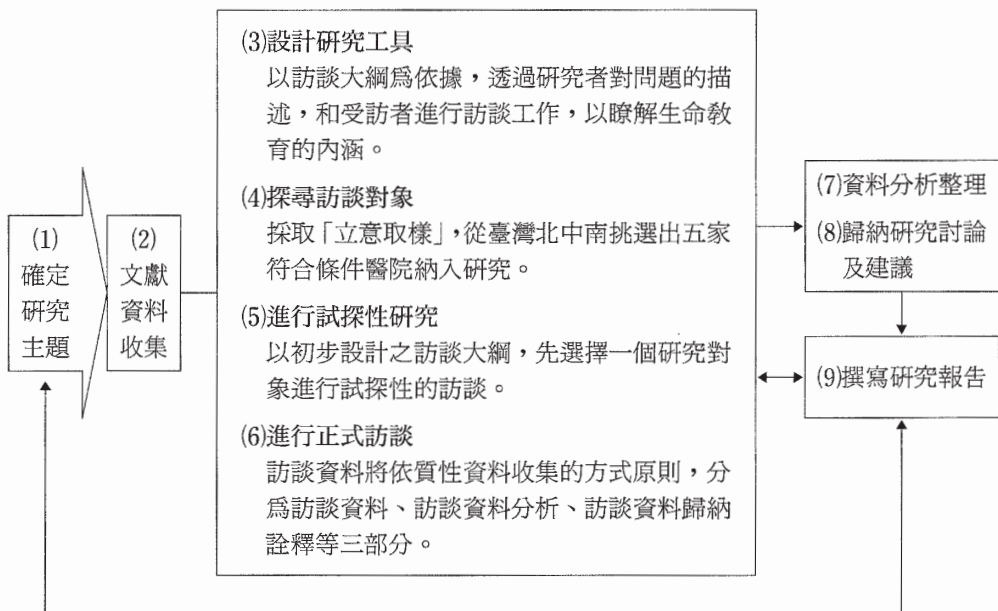 (1)
確定
研究
主題
(2)
文獻
資料
收集
(3)設計研究工具
以訪談大綱爲依據，透過研究者對問題的描
述，和受訪者進行訪談工作，以瞭解生命教
育的內涵。
(4)探尋訪談對象
採取「立意取樣」，從臺灣北中南挑選出五家
符合條件醫院納入研究。
(5)進行試探性研究
以初步設計之訪談大綱，先選擇一個研究對
象進行試探性的訪談。
(6)進行正式訪談
訪談資料將依質性資料收集的方式原則，分
爲訪談資料、訪談資料分析、訪談資料歸納
詮釋等三部分。
(7)資料分析整理
(8)歸納研究討論
及建議
(9)撰寫研究報告